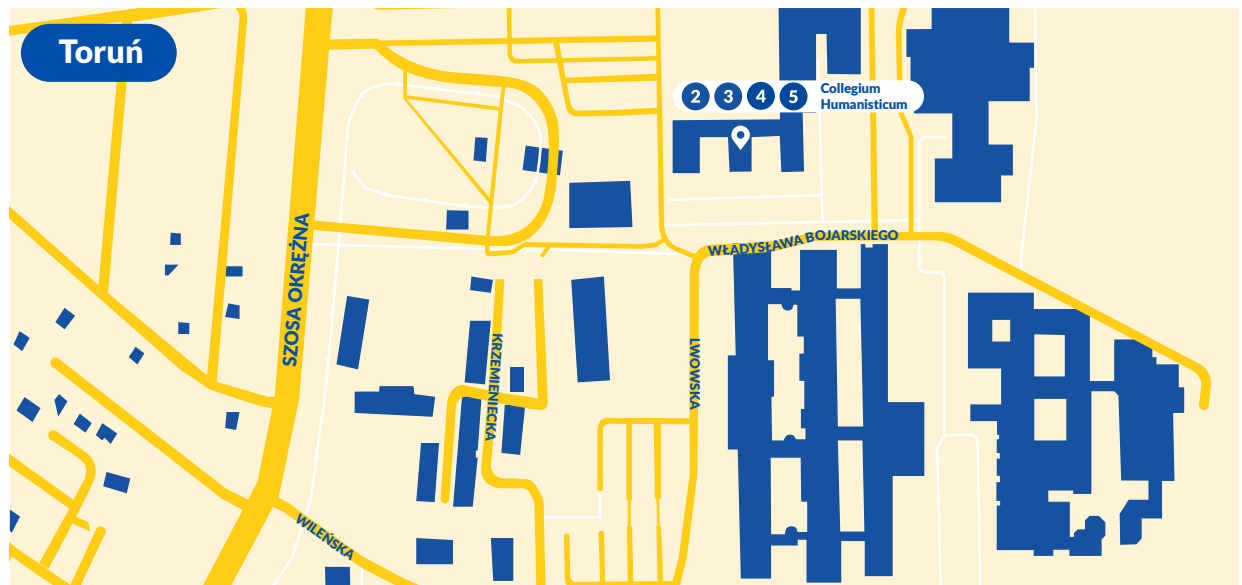 Toruń
2 3 4 5
Collegium
Humanisticum
WŁADYSŁAWA BOJARSKIEGO
SZOSA OKRĘŻNA
KRZEMIENIECKA
LWOWSKA
WILEŃSKA